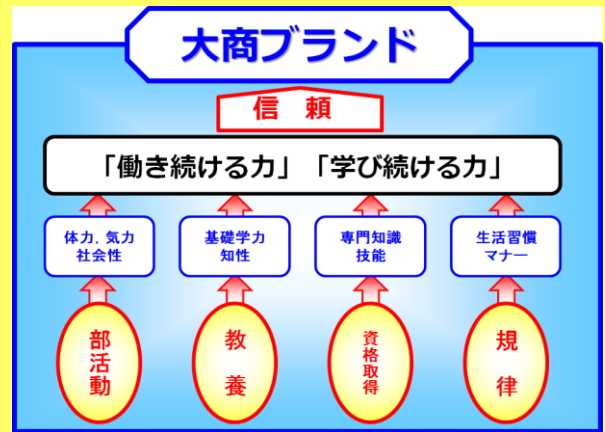 大商ブランド
信 頼
「働き続ける力」「学び続ける力」
体力，気力
社会性
基礎学力
知性
専門知識
技能
生活習慣
マナー
部活動
教 養
資格取得
規 律